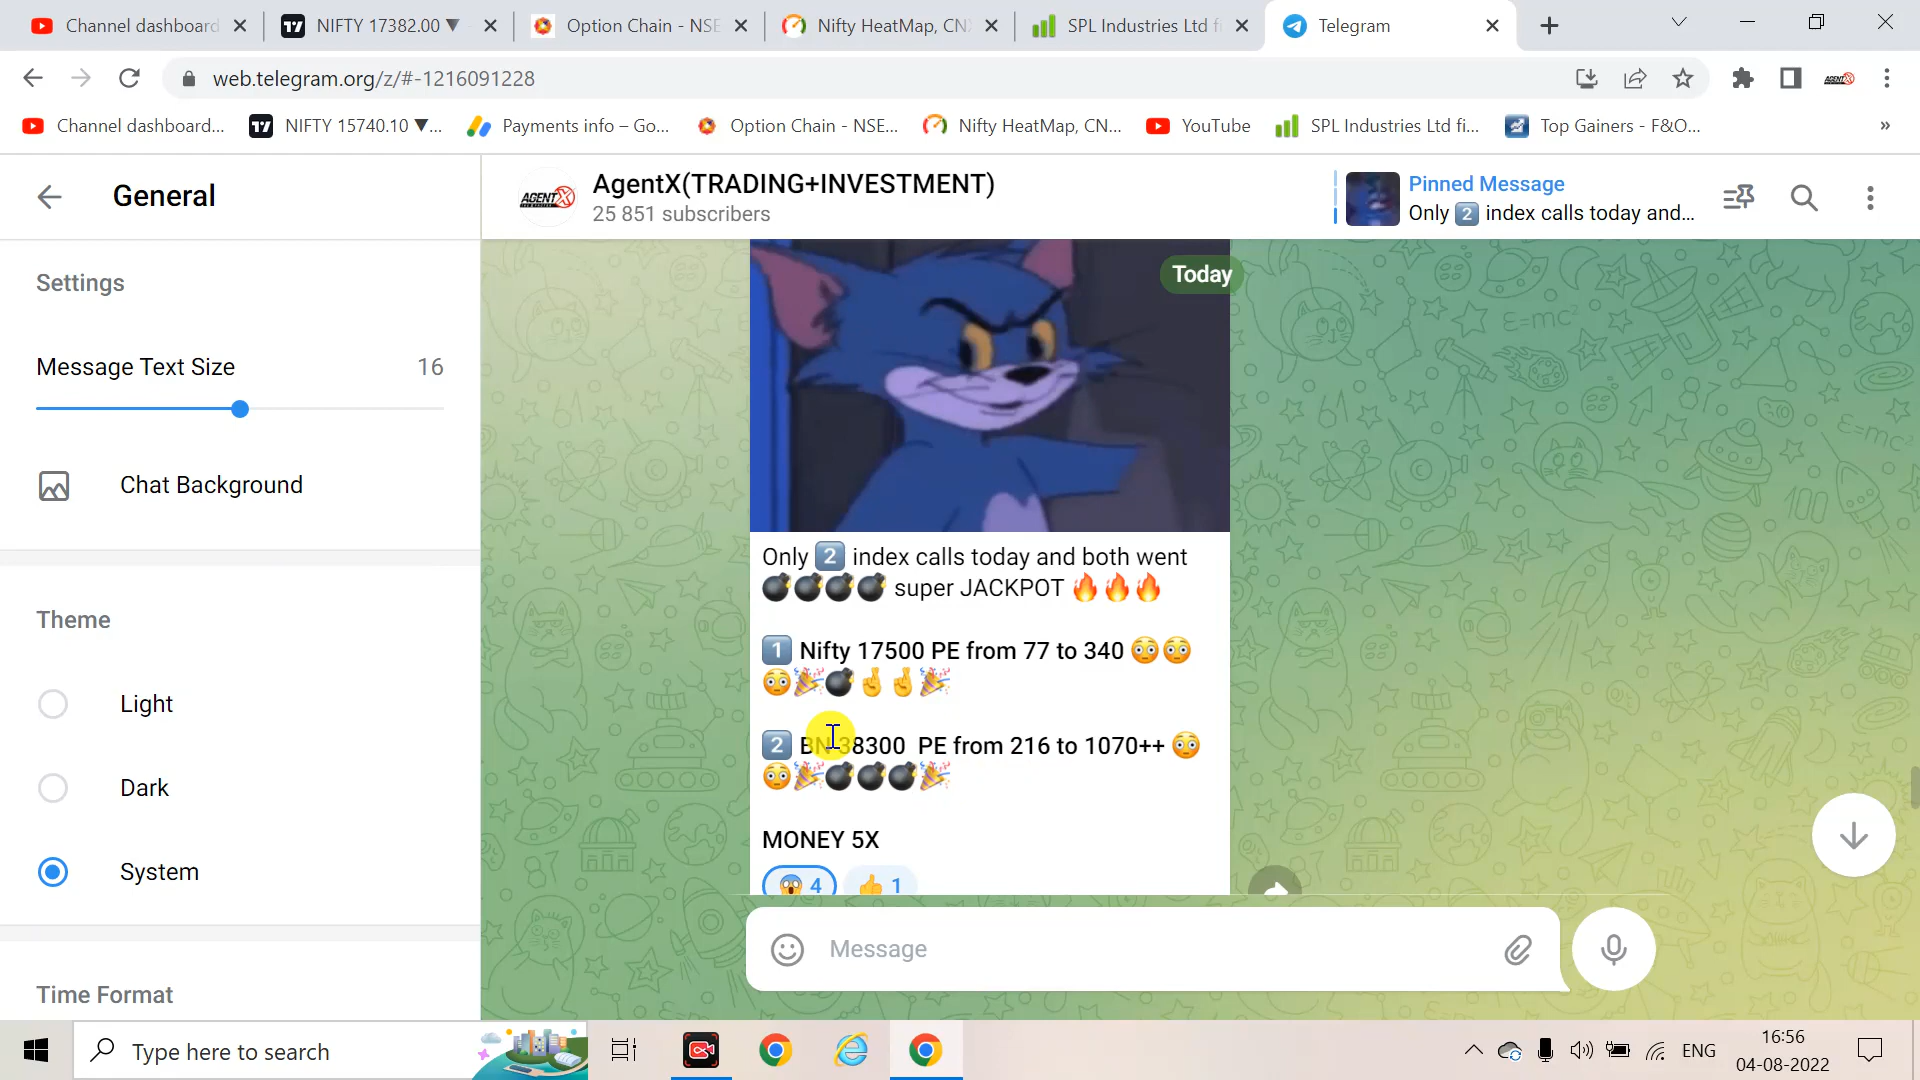 Channel dashboard
NIFTY 17382.00 ▼
Option Chain - NSE
Nifty HeatMap, CN
SPL Industries Ltd fi
Telegram
web.telegram.org/z/#-1216091228
AGENTX
Channel dashboard...
NIFTY 15740.10 ▼...
Payments info – Go...
Option Chain - NSE...
Nifty HeatMap, CN...
YouTube
SPL Industries Ltd fi...
Top Gainers - F&O...
»
General
AGENTX
AgentX(TRADING+INVESTMENT)
25 851 subscribers
Pinned Message
Only 2️⃣ index calls today and...
Settings
Message Text Size 16
Chat Background
Theme
Light
Dark
System
Time Format
Today
Only 2️⃣ index calls today and both went
💣💣💣💣 super JACKPOT 🔥🔥🔥
1️⃣ Nifty 17500 PE from 77 to 340 😳😳
😳🎉💣🤞🤞🎉
2️⃣ BN 38300 PE from 216 to 1070++ 😳
😳🎉💣💣💣🎉
MONEY 5X
😱 4 👍 1
Message
Type here to search
ENG
16:56
04-08-2022